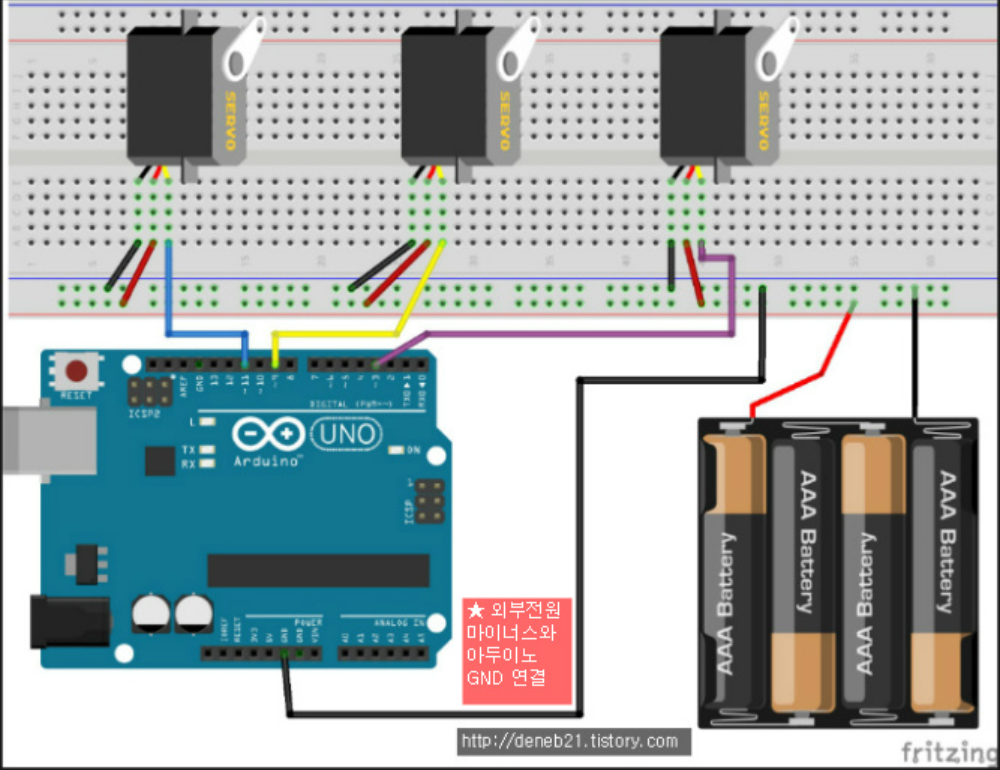 SERVO
SERVO
SERVO
RESET
ICSP2
AREF
GND
13
12
~11
~10
~9
8
7
~6
~5
4
~3
2
TX0▶1
RX0◀0
DIGITAL (PWM~)
L
TX
RX
UNO
Arduino™
ON
ICSP
★ 외부전원
마이너스와
아두이노
GND 연결
IOREF
RESET
3V3
5V
GND
GND
VIN
POWER
ANALOG IN
A0
A1
A2
A3
A4
A5
AAA Battery
AAA Battery
AAA Battery
AAA Battery
http://deneb21.tistory.com
fritzing